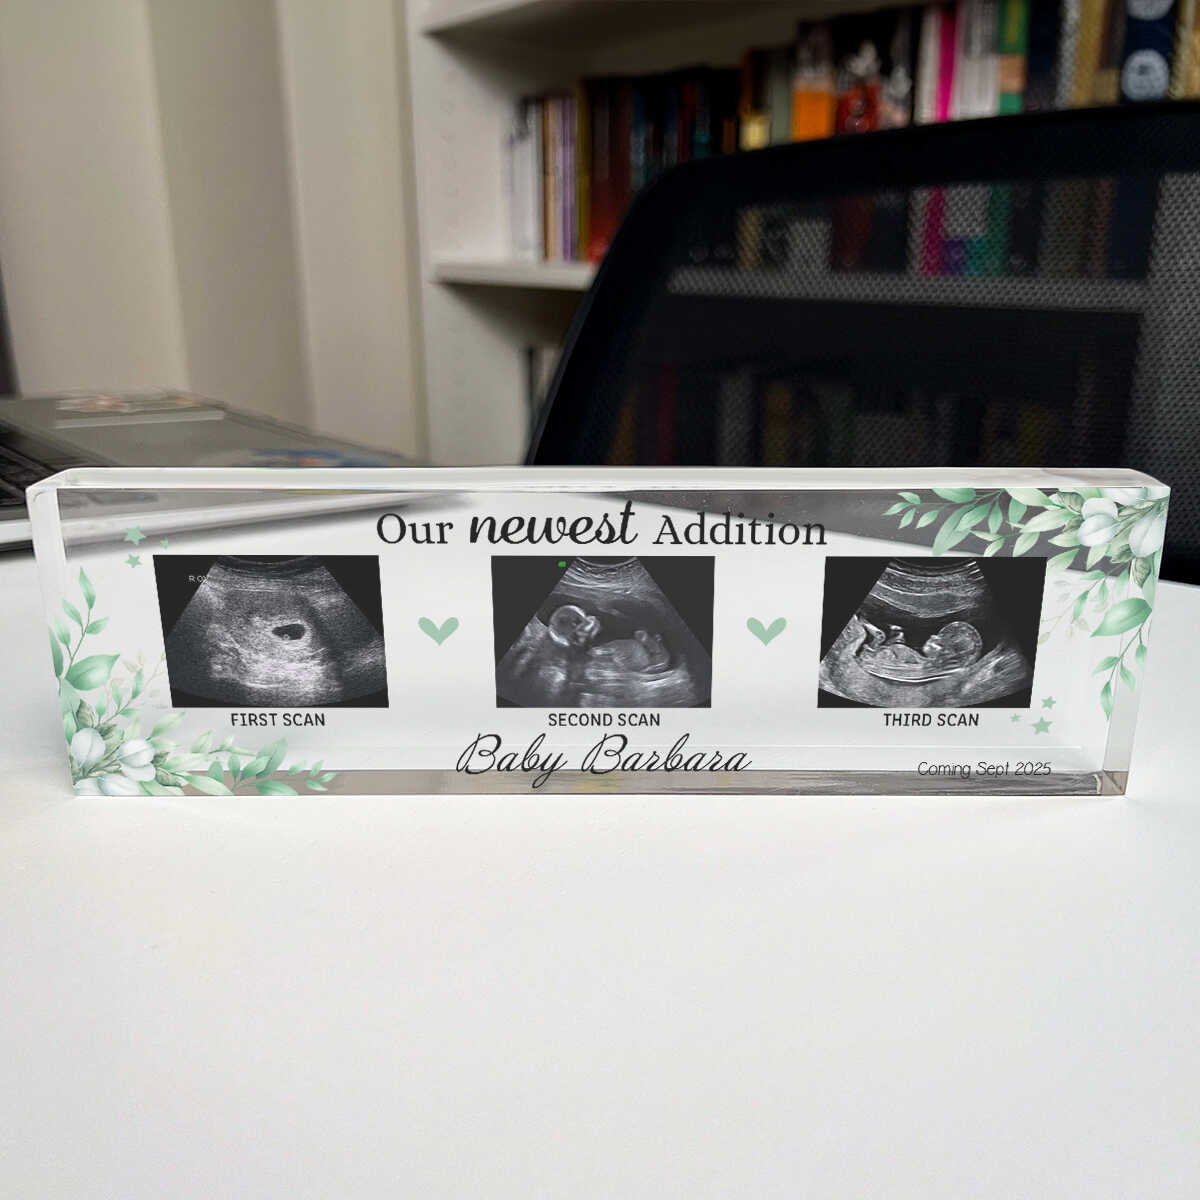 Our newest Addition
FIRST SCAN
SECOND SCAN
THIRD SCAN
Baby Barbara
Coming Sept 2025